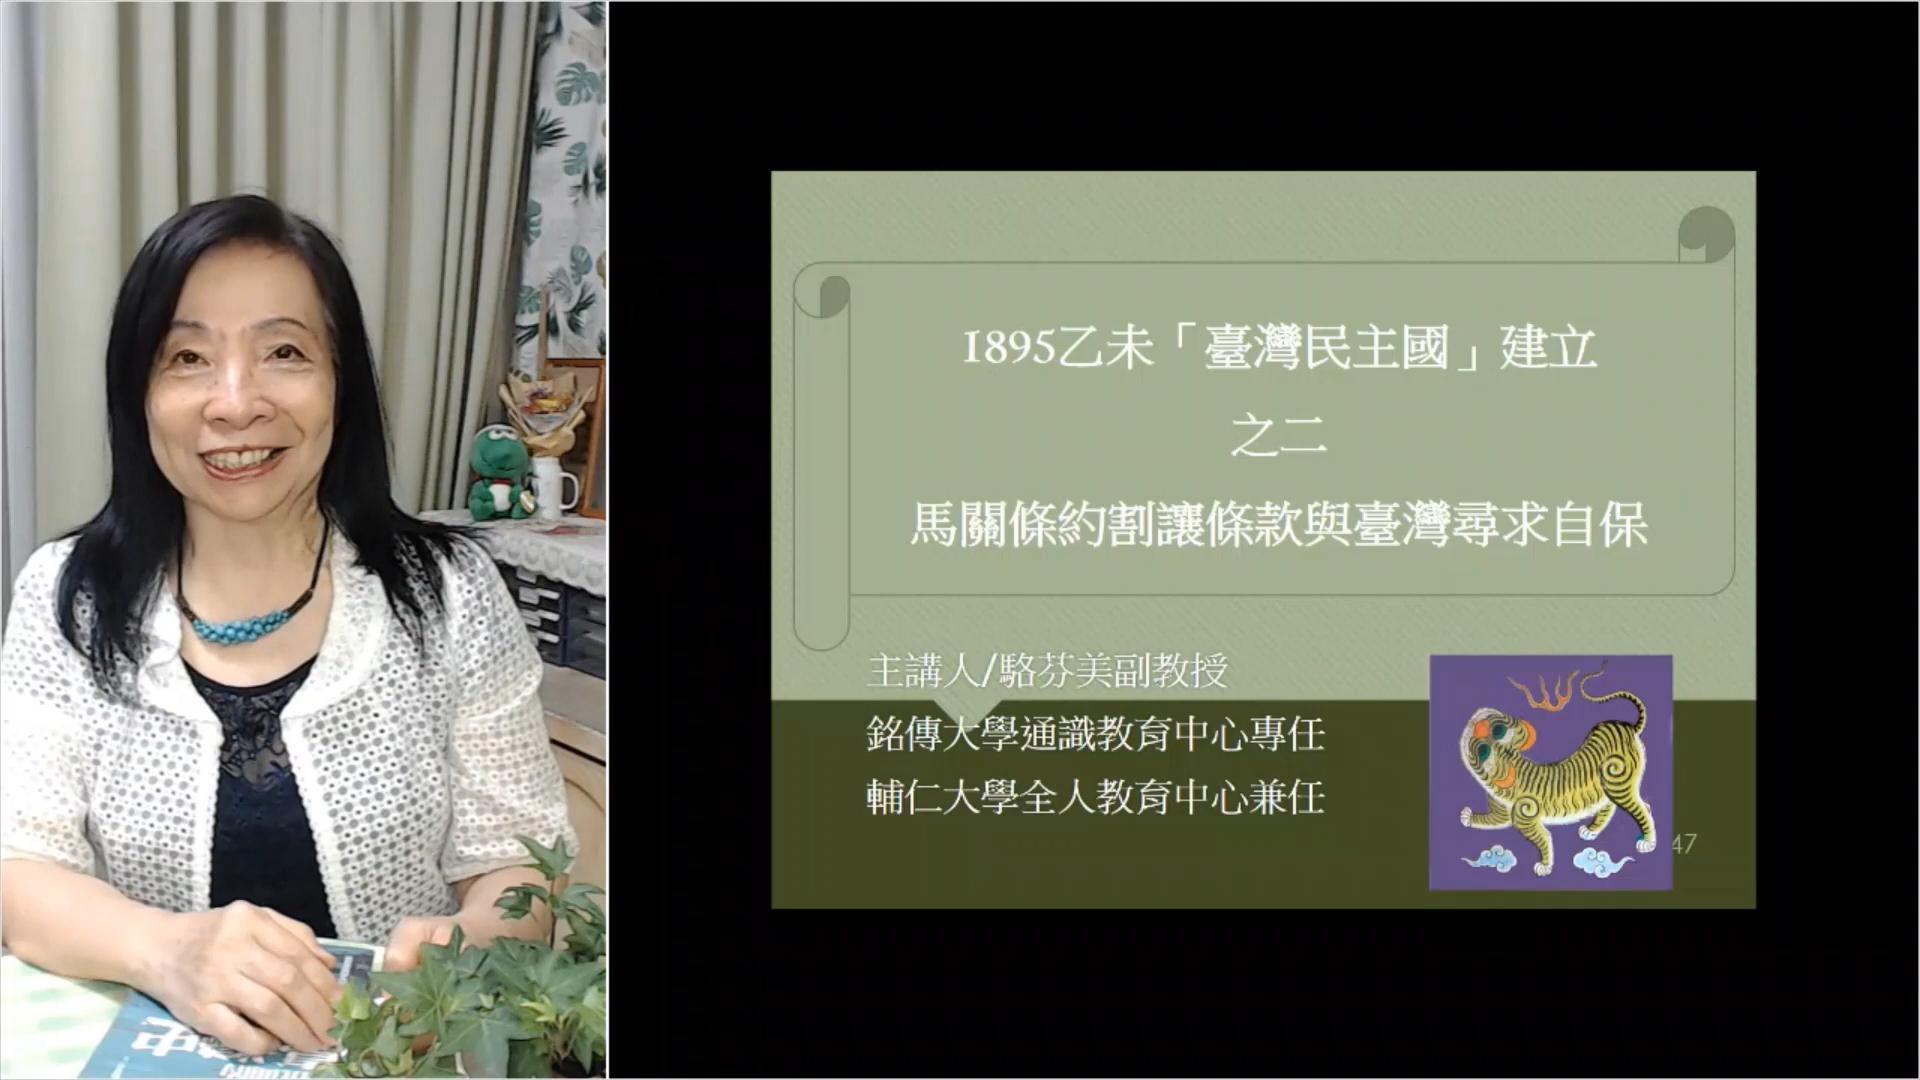 1895乙未「臺灣民主國」建立
之二
馬關條約割讓條款與臺灣尋求自保
主講人/駱芬美副教授
銘傳大學通識教育中心專任
輔仁大學全人教育中心兼任
47